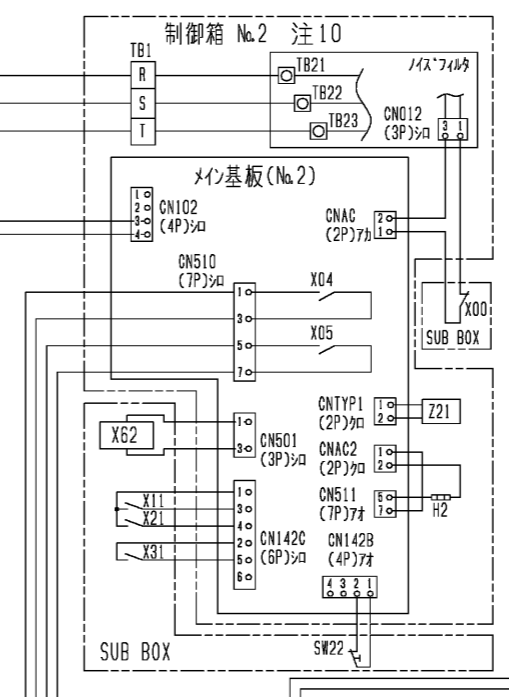 制御箱 No.2 注10
TB1
R
S
T
TB21
TB22
TB23
ノイズ・フィルタ
CN012
(3P)シロ
3 1
メイン基板(No.2)
1
2
3
4
CN102
(4P)シロ
CNAC
(2P)アカ
2
1
CN510
(7P)シロ
1
3
5
7
X04
X05
X00
SUB BOX
X62
1
3
CN501
(3P)シロ
CNTYP1
(2P)クロ
1
2
Z21
CNAC2
(2P)クロ
1
2
CN511
(7P)アオ
5
7
H2
X11
X21
X31
1
3
4
2
5
6
CN142C
(6P)シロ
CN142B
(4P)アオ
4 3 2 1
SW22
SUB BOX